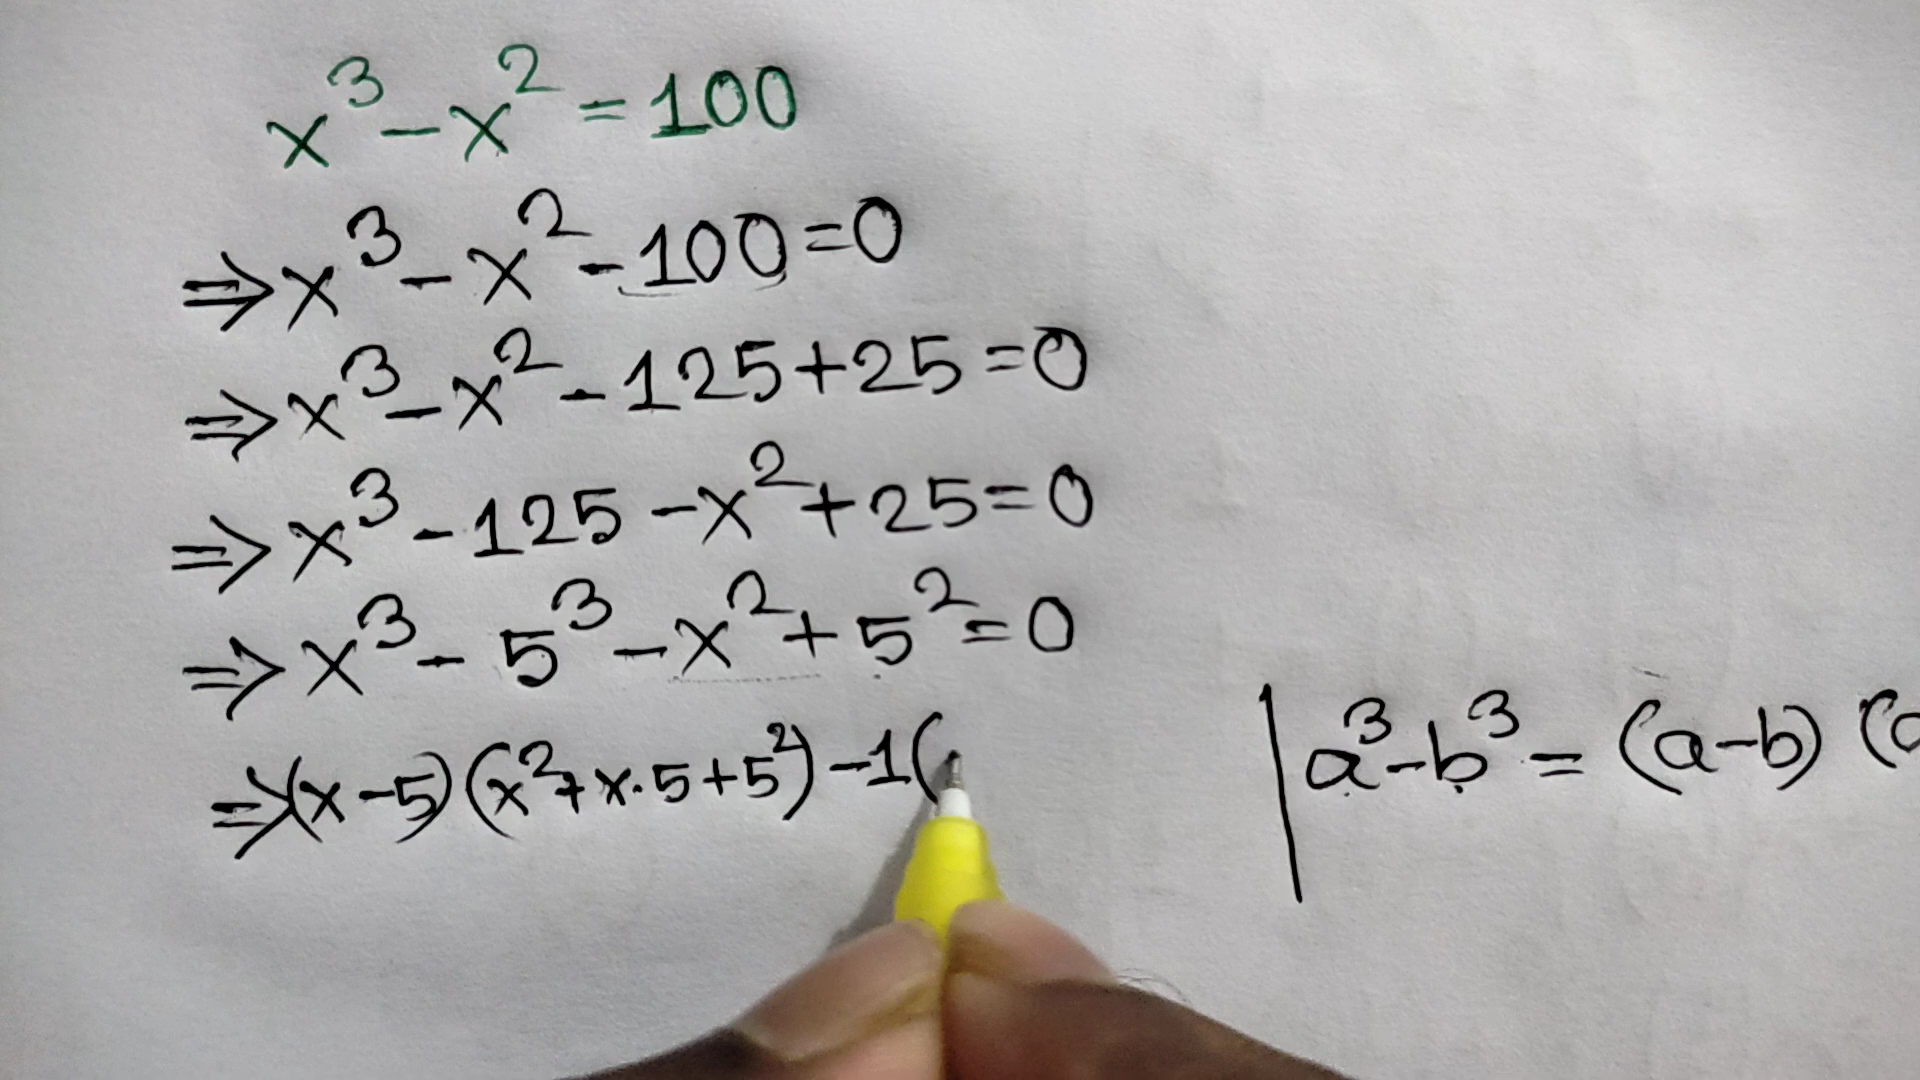 x³-x²=100
⇒x³-x²-100=0
⇒x³-x²-125+25=0
⇒x³-125-x²+25=0
⇒x³-5³-x²+5²=0
⇒(x-5)(x²+x·5+5²)-1(
a³-b³=(a-b)(